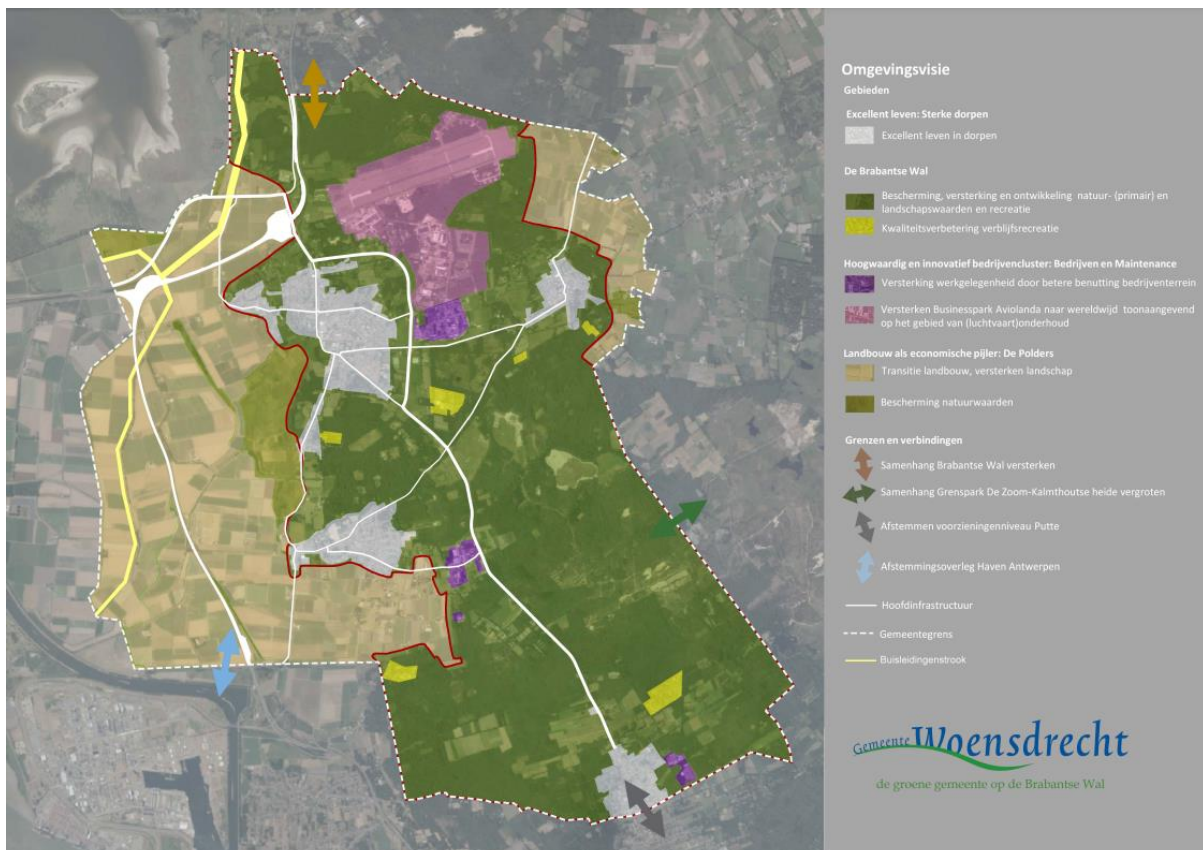 Omgevingsvisie
Gebieden
Excellent leven: Sterke dorpen
Excellent leven in dorpen
De Brabantse Wal
Bescherming, versterking en ontwikkeling natuur- (primair) en
landschapswaarden en recreatie
Kwaliteitsverbetering verblijfsrecreatie
Hoogwaardig en innovatief bedrijvencluster: Bedrijven en Maintenance
Versterking werkgelegenheid door betere benutting bedrijventerrein
Versterken Businesspark Aviolanda naar wereldwijd toonaangevend
op het gebied van (luchtvaart)onderhoud
Landbouw als economische pijler: De Polders
Transitie landbouw, versterken landschap
Bescherming natuurwaarden
Grenzen en verbindingen
Samenhang Brabantse Wal versterken
Samenhang Grenspark De Zoom-Kalmthoutse heide vergroten
Afstemmen voorzieningenniveau Putte
Afstemmingsoverleg Haven Antwerpen
Hoofdinfrastructuur
Gemeentegrens
Buisleidingenstrook
Gemeente Woensdrecht
de groene gemeente op de Brabantse Wal